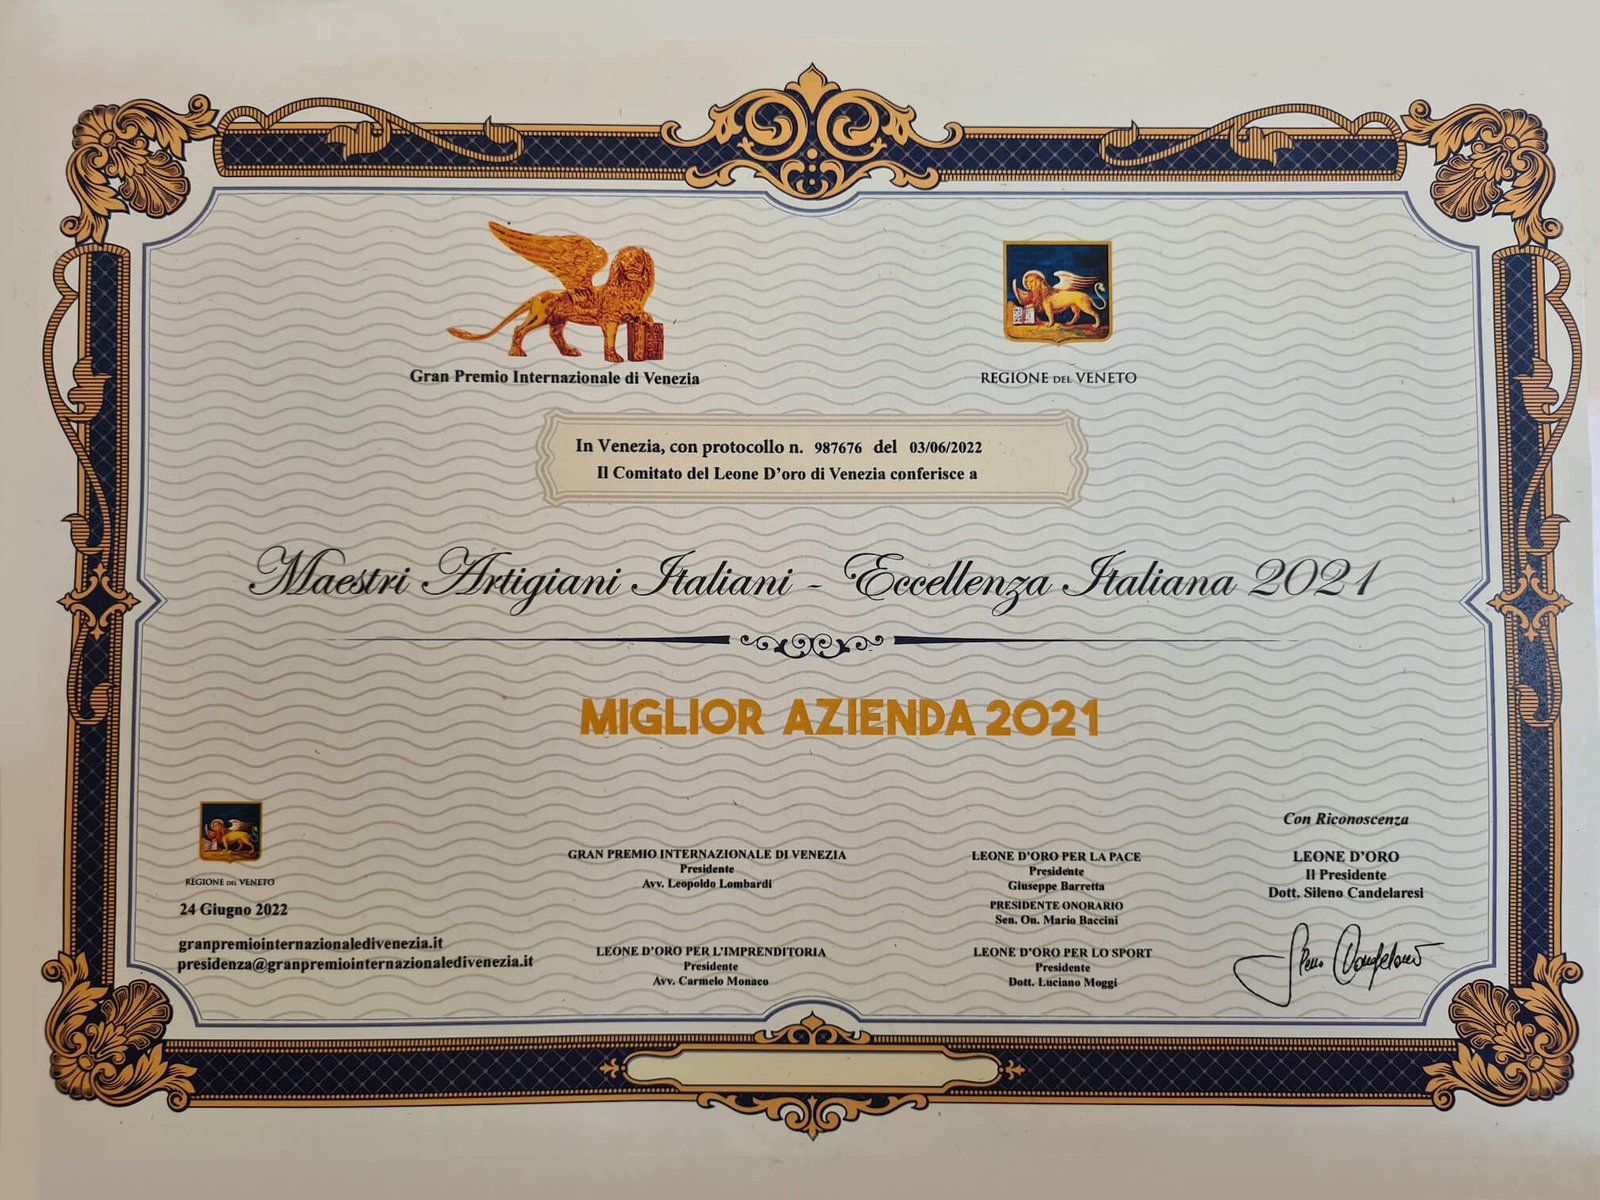 Gran Premio Internazionale di Venezia
REGIONE DEL VENETO
In Venezia, con protocollo n. 987676 del 03/06/2022
Il Comitato del Leone D'oro di Venezia conferisce a
Maestri Artigiani Italiani - Eccellenza Italiana 2021
MIGLIOR AZIENDA 2021
REGIONE DEL VENETO
24 Giugno 2022
granpremiointernazionaledivenezia.it
presidenza@granpremiointernazionaledivenezia.it
GRAN PREMIO INTERNAZIONALE DI VENEZIA
Presidente
Avv. Leopoldo Lombardi
LEONE D'ORO PER L'IMPRENDITORIA
Presidente
Avv. Carmelo Monaco
LEONE D'ORO PER LA PACE
Presidente
Giuseppe Barretta
PRESIDENTE ONORARIO
Sen. On. Mario Baccini
LEONE D'ORO PER LO SPORT
Presidente
Dott. Luciano Moggi
Con Riconoscenza
LEONE D'ORO
Il Presidente
Dott. Sileno Candelaresi